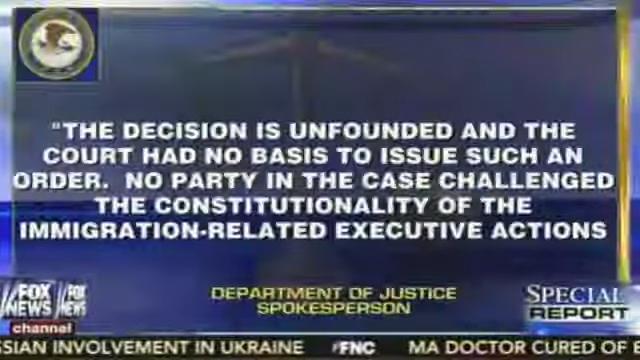 "THE DECISION IS UNFOUNDED AND THE
COURT HAD NO BASIS TO ISSUE SUCH AN
ORDER. NO PARTY IN THE CASE CHALLENGED
THE CONSTITUTIONALITY OF THE
IMMIGRATION-RELATED EXECUTIVE ACTIONS
DEPARTMENT OF JUSTICE
SPOKESPERSON
FOX NEWS FOX NEWS
channel
SPECIAL
REPORT
SSIAN INVOLVEMENT IN UKRAINE #FNC MA DOCTOR CURED OF E